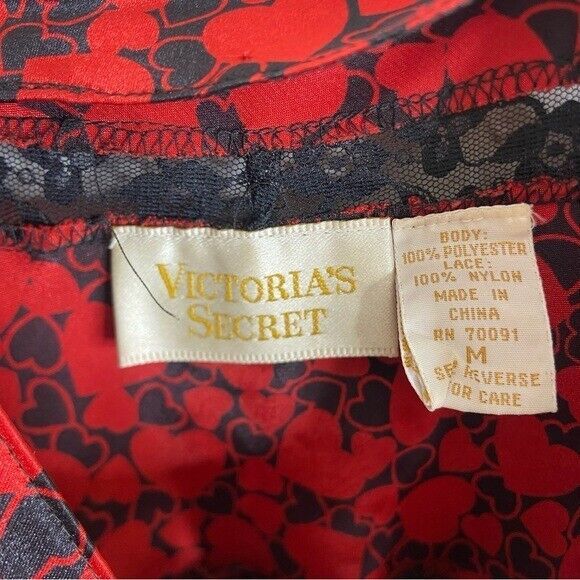 VICTORIA'S
SECRET
BODY:
100% POLYESTER
LACE:
100% NYLON
MADE IN
CHINA
RN 70091
M
REVERSE
FOR CARE